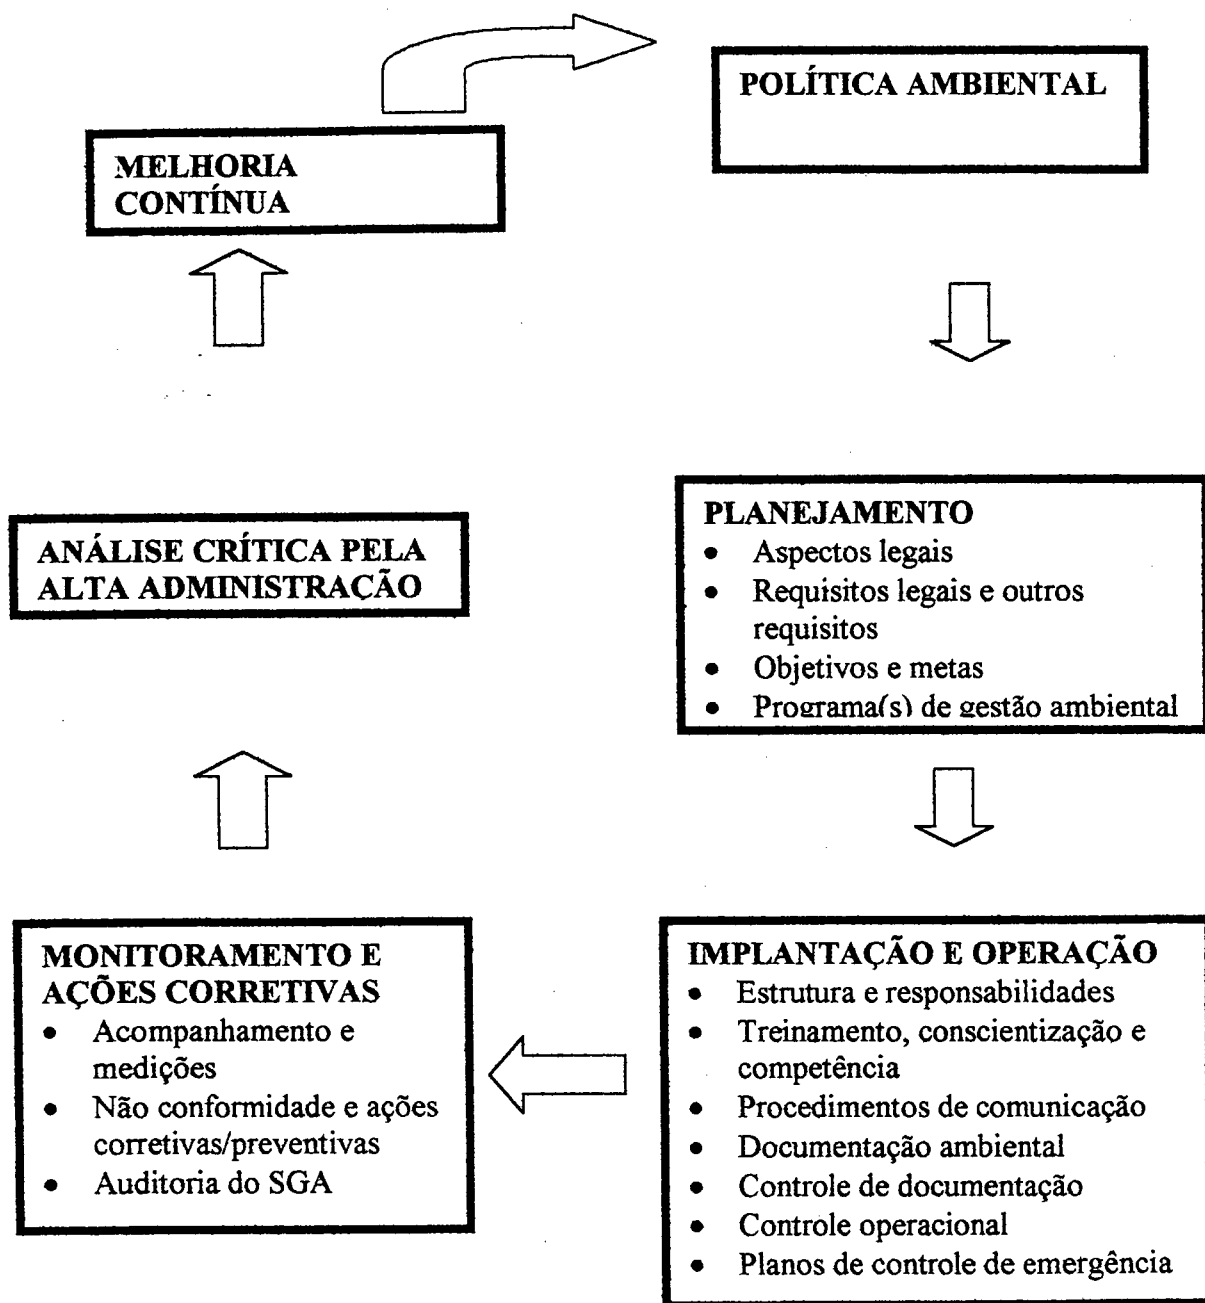 POLÍTICA AMBIENTAL
MELHORIA
CONTÍNUA
PLANEJAMENTO
• Aspectos legais
• Requisitos legais e outros
requisitos
• Objetivos e metas
• Programa(s) de gestão ambiental
ANÁLISE CRÍTICA PELA
ALTA ADMINISTRAÇÃO
IMPLANTAÇÃO E OPERAÇÃO
• Estrutura e responsabilidades
• Treinamento, conscientização e
competência
• Procedimentos de comunicação
• Documentação ambiental
• Controle de documentação
• Controle operacional
• Planos de controle de emergência
MONITORAMENTO E
AÇÕES CORRETIVAS
• Acompanhamento e
medições
• Não conformidade e ações
corretivas/preventivas
• Auditoria do SGA